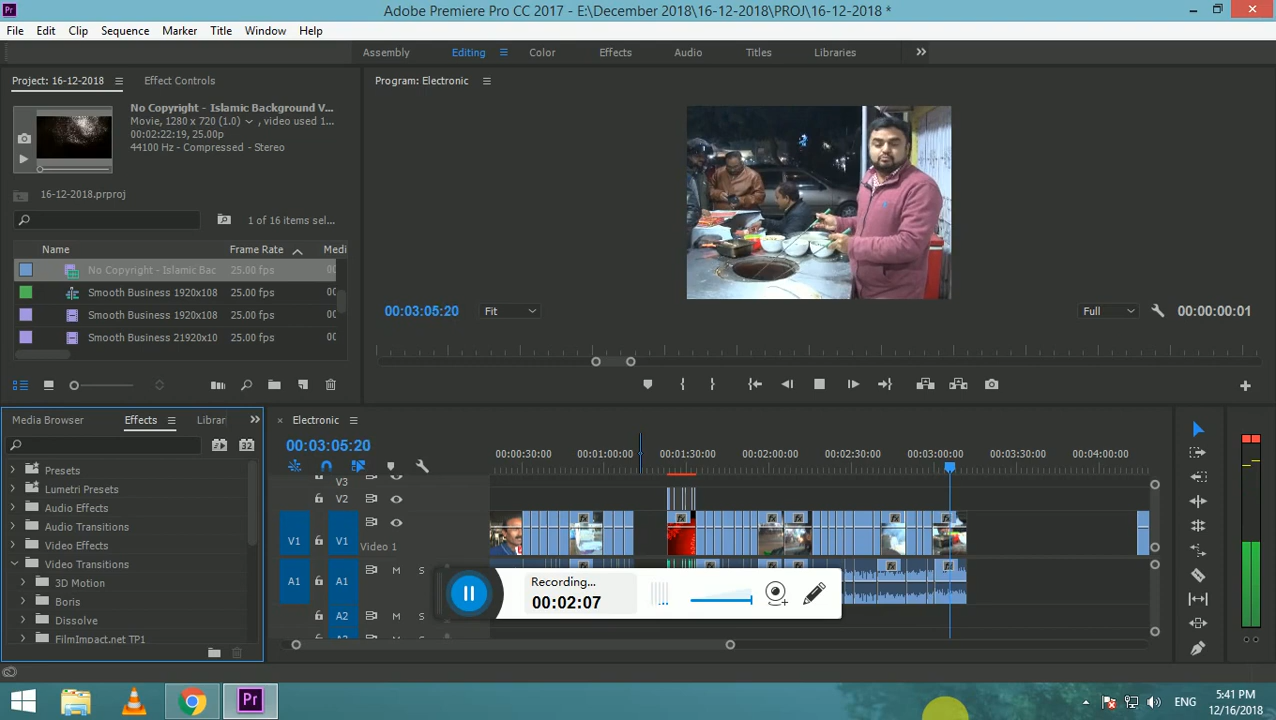 Adobe Premiere Pro CC 2017 - E:\December 2018\16-12-2018\PROJ\16-12-2018 *
File Edit Clip Sequence Marker Title Window Help
Assembly Editing Color Effects Audio Titles Libraries
Project: 16-12-2018 Effect Controls
Program: Electronic
No Copyright - Islamic Background V...
Movie, 1280 x 720 (1.0) , video used 1...
00:02:22:19, 25.00p
44100 Hz - Compressed - Stereo
16-12-2018.prproj
1 of 16 items sel...
Name Frame Rate Medi
No Copyright - Islamic Bac 25.00 fps
Smooth Business 1920x108 25.00 fps
Smooth Business 1920x108 25.00 fps
Smooth Business 21920x10 25.00 fps
00:03:05:20 Fit Full 00:00:00:01
Media Browser Effects Librar
32
Presets
Lumetri Presets
Audio Effects
Audio Transitions
Video Effects
Video Transitions
3D Motion
Boris
Dissolve
FilmImpact.net TP1
Electronic
00:03:05:20
00:00:30:00 00:01:00:00 00:01:30:00 00:02:00:00 00:02:30:00 00:03:00:00 00:03:30:00 00:04:00:00
V3
V2
V1 V1 Video 1
A1 A1 M S
A2 M S
Recording...
00:02:07
Pr
ENG
5:41 PM
12/16/2018